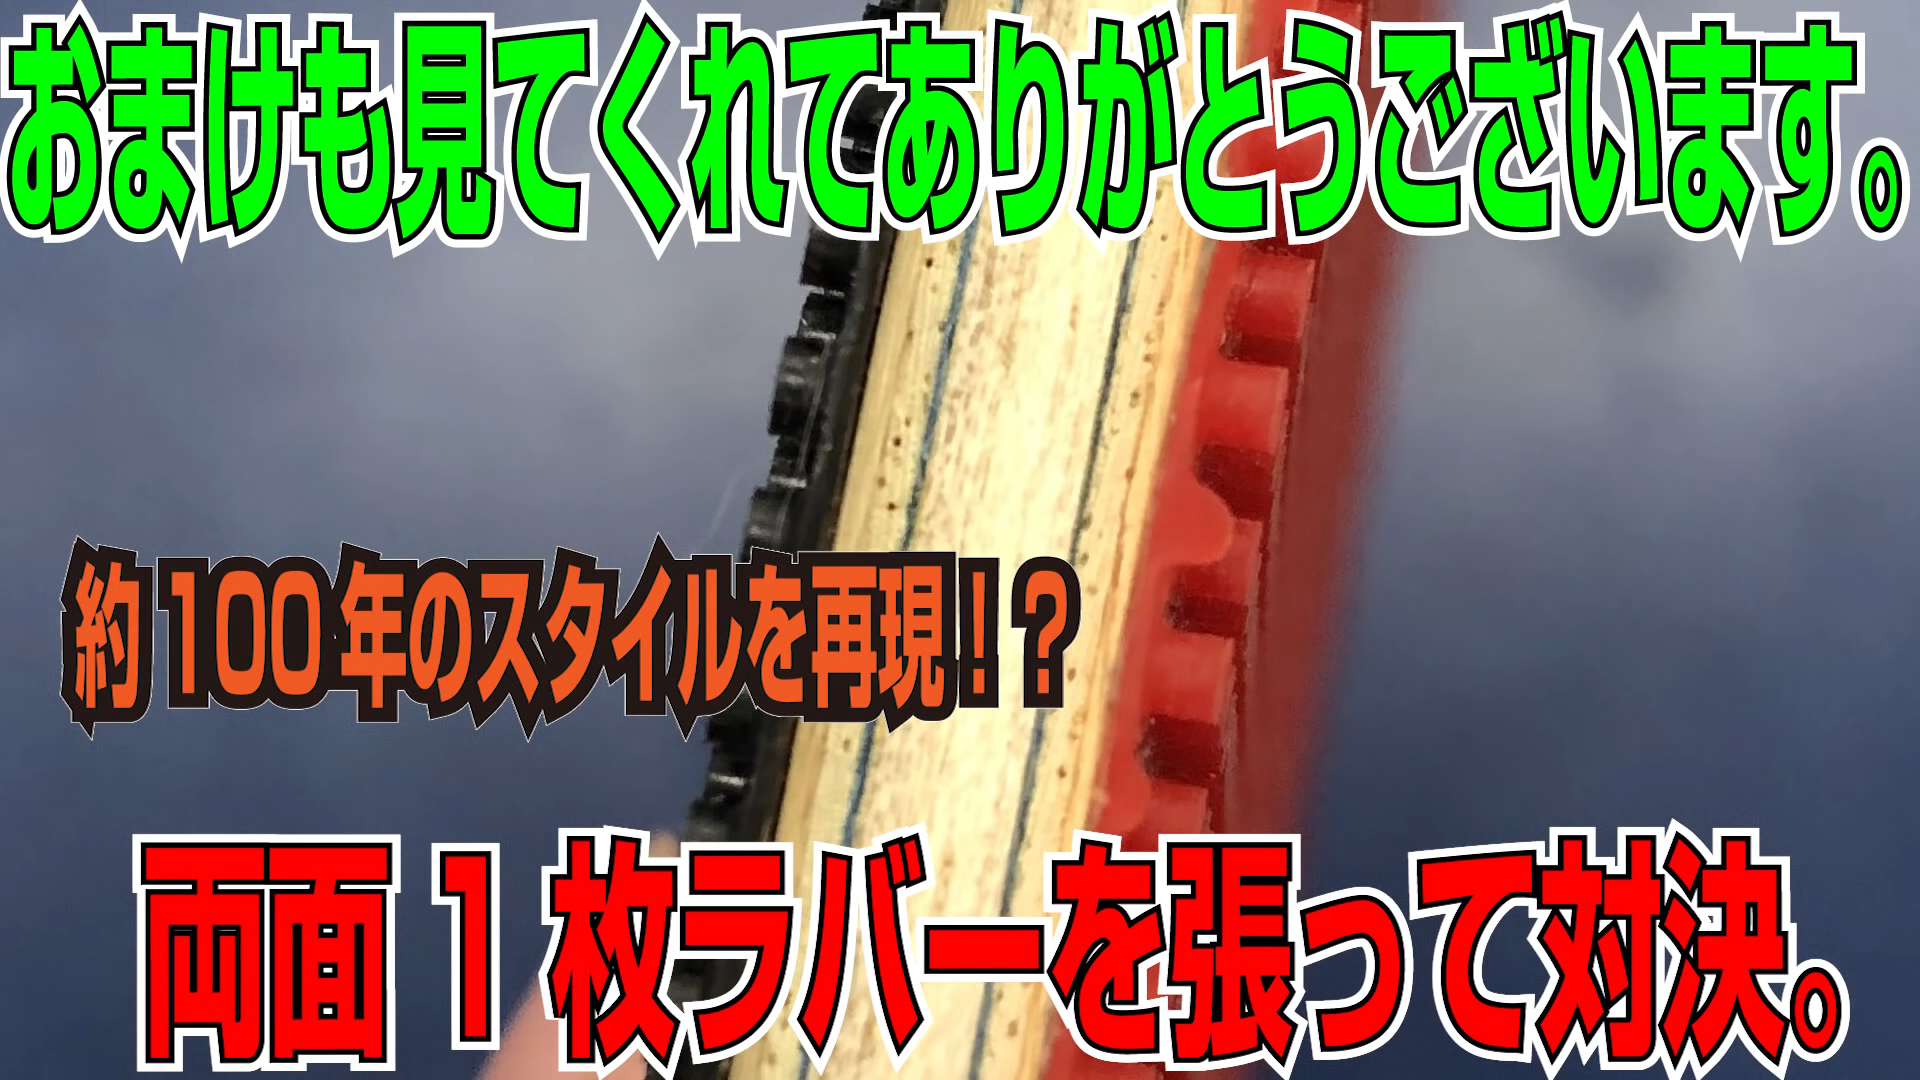 おまけも見てくれてありがとうございます。
約100年のスタイルを再現！？
両面1枚ラバーを張って対決。